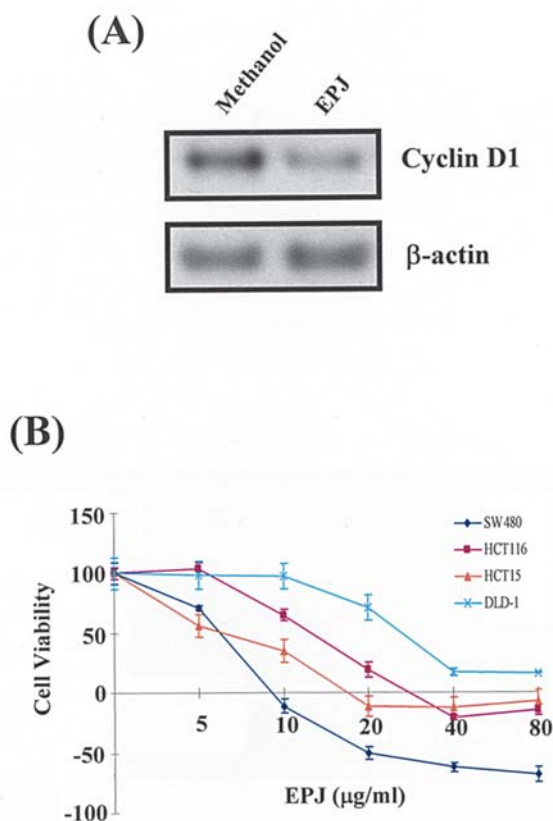 (A)
Methanol EPJ
Cyclin D1
β-actin
(B)
150
100
50
0
-50
-100
Cell Viability
5 10 20 40 80
EPJ (μg/ml)
SW480
HCT116
HCT15
DLD-1